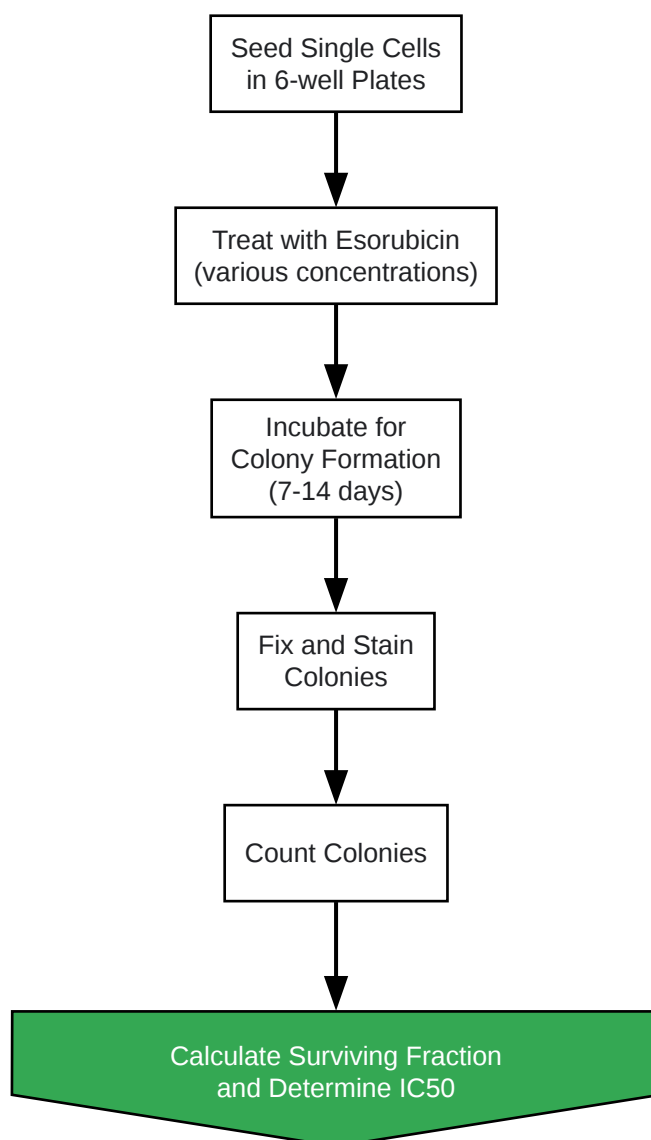 Seed Single Cells
in 6-well Plates
Treat with Esorubicin
(various concentrations)
Incubate for
Colony Formation
(7-14 days)
Fix and Stain
Colonies
Count Colonies
Calculate Surviving Fraction
and Determine IC50